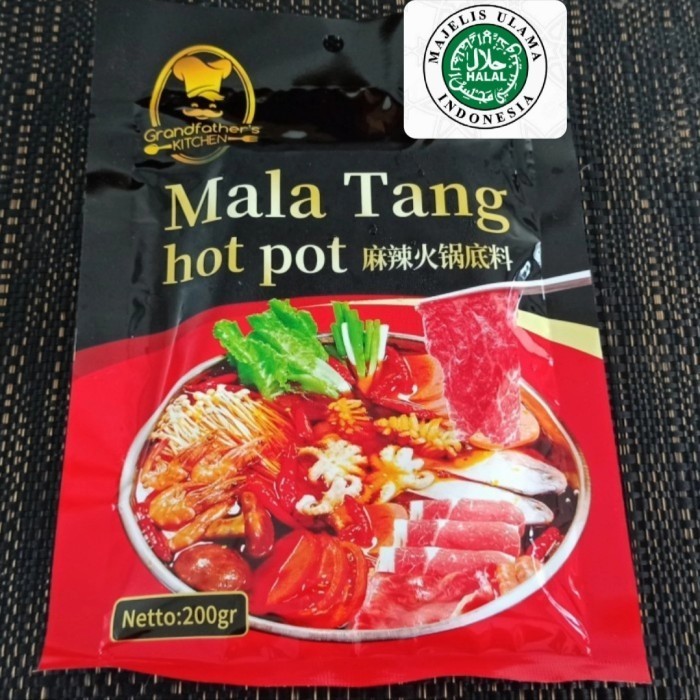 MAJELIS ULAMA
حلال
HALAL
INDONESIA
Grandfather's
KITCHEN
Mala Tang
hot pot 麻辣火锅底料
Netto:200gr